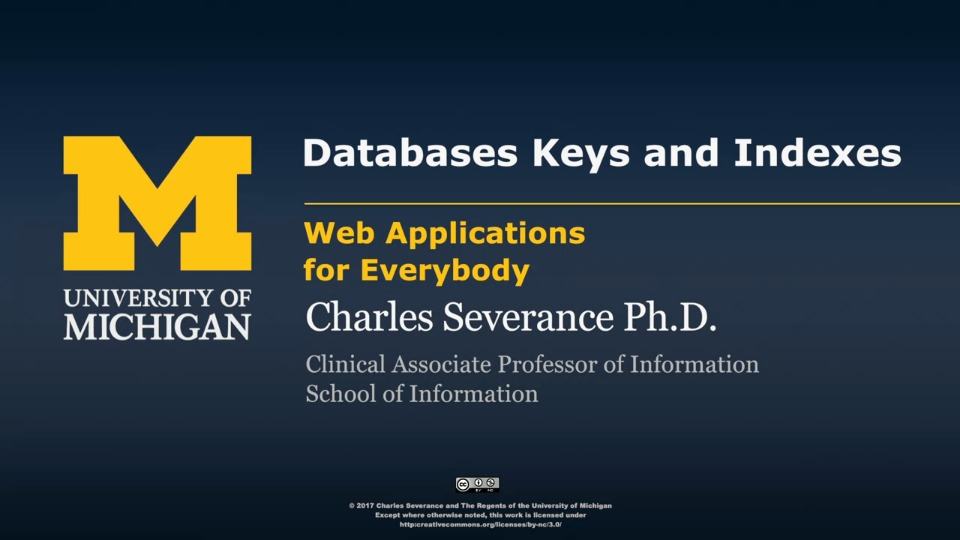 Databases Keys and Indexes
Web Applications
for Everybody
UNIVERSITY OF
MICHIGAN
Charles Severance Ph.D.
Clinical Associate Professor of Information
School of Information
cc
BY NC
© 2017 Charles Severance and The Regents of the University of Michigan
Except where otherwise noted, this work is licensed under
http:creativecommons.org/licenses/by-nc/3.0/